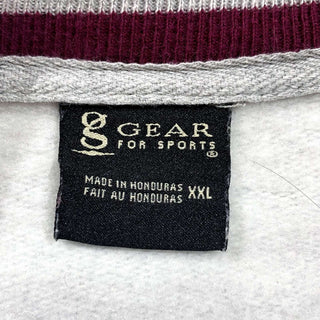 g GEAR
FOR SPORTS®
MADE IN HONDURAS XXL
FAIT AU HONDURAS